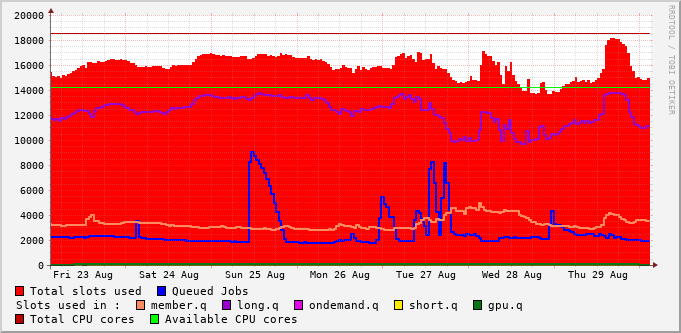 RRDTOOL / TOBI OETIKER
20000
18000
16000
14000
12000
10000
8000
6000
4000
2000
0
Fri 23 Aug Sat 24 Aug Sun 25 Aug Mon 26 Aug Tue 27 Aug Wed 28 Aug Thu 29 Aug
Total slots used Queued Jobs
Slots used in : member.q long.q ondemand.q short.q gpu.q
Total CPU cores Available CPU cores